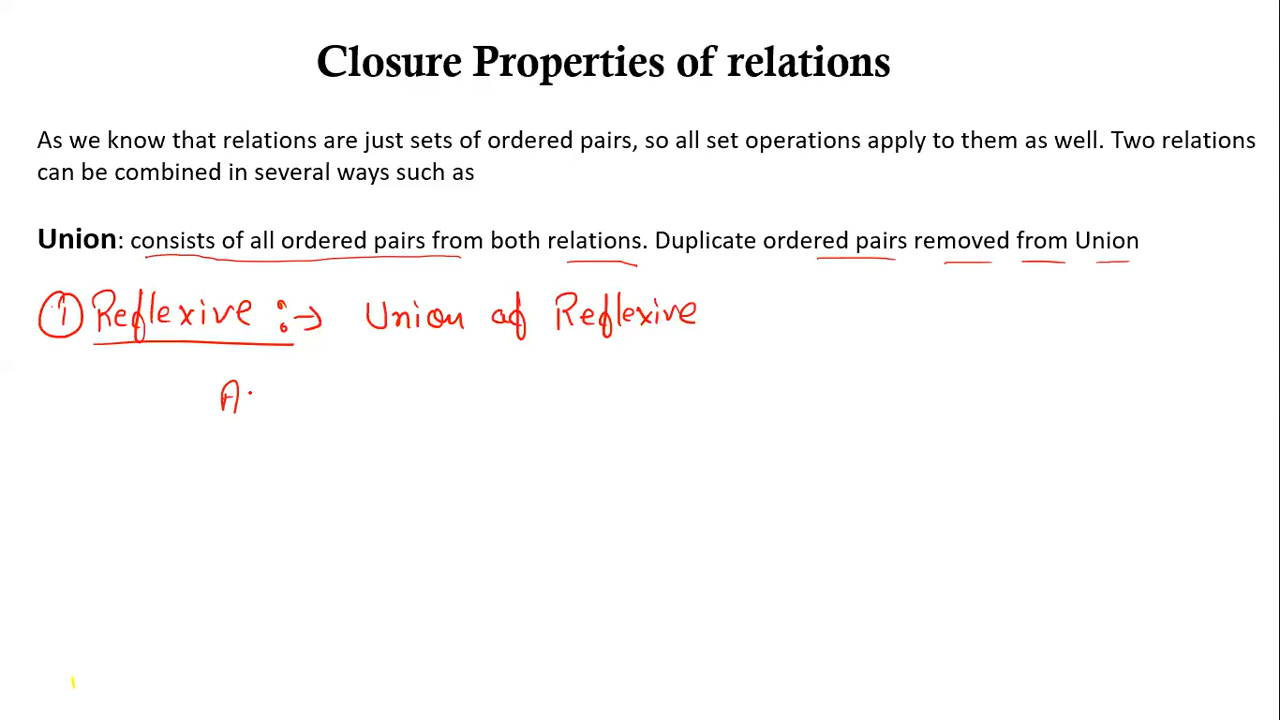 Closure Properties of relations
As we know that relations are just sets of ordered pairs, so all set operations apply to them as well. Two relations
can be combined in several ways such as
Union: consists of all ordered pairs from both relations. Duplicate ordered pairs removed from Union
① Reflexive :→ Union of Reflexive
A